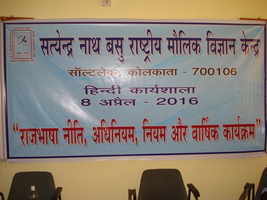 सत्येन्द्र नाथ बसु राष्ट्रीय मौलिक विज्ञान केन्द्र
सॉल्टलेक, कोलकाता - 700106
हिन्दी कार्यशाला
8 अप्रैल - 2016
"राजभाषा नीति, अधिनियम, नियम और वार्षिक कार्यक्रम"